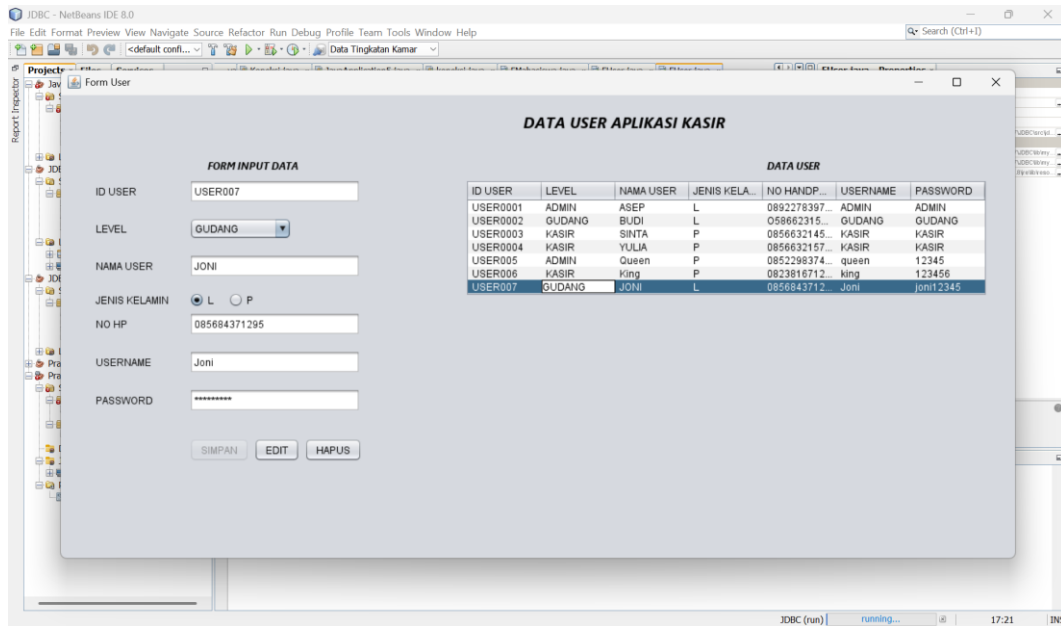 JDBC - NetBeans IDE 8.0
File Edit Format Preview View Navigate Source Refactor Run Debug Profile Team Tools Window Help
Search (Ctrl+I)
<default confi...
Data Tingkatan Kamar
Report Inspector
Form User
DATA USER APLIKASI KASIR
FORM INPUT DATA
ID USER USER007
LEVEL GUDANG
NAMA USER JONI
JENIS KELAMIN L P
NO HP 085684371295
USERNAME Joni
PASSWORD *********
SIMPAN EDIT HAPUS
DATA USER
ID USER LEVEL NAMA USER JENIS KELA... NO HANDP... USERNAME PASSWORD
USER0001 ADMIN ASEP L 0892278397... ADMIN ADMIN
USER0002 GUDANG BUDI L O58662315... GUDANG GUDANG
USER0003 KASIR SINTA P 0856632145... KASIR KASIR
USER0004 KASIR YULIA P 0856632157... KASIR KASIR
USER005 ADMIN Queen P 0852298374... queen 12345
USER006 KASIR King P 0823816712... king 123456
USER007 GUDANG JONI L 0856843712... Joni joni12345
JDBC (run) running... 17:21 IN